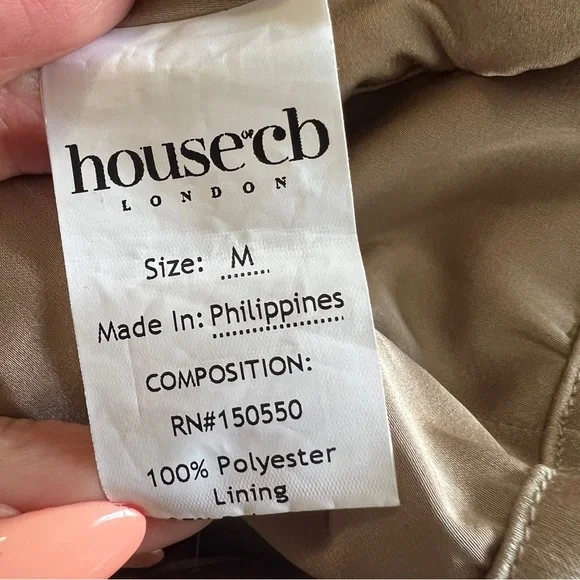 house of cb
LONDON
Size: M
Made In: Philippines
COMPOSITION:
RN#150550
100% Polyester
Lining